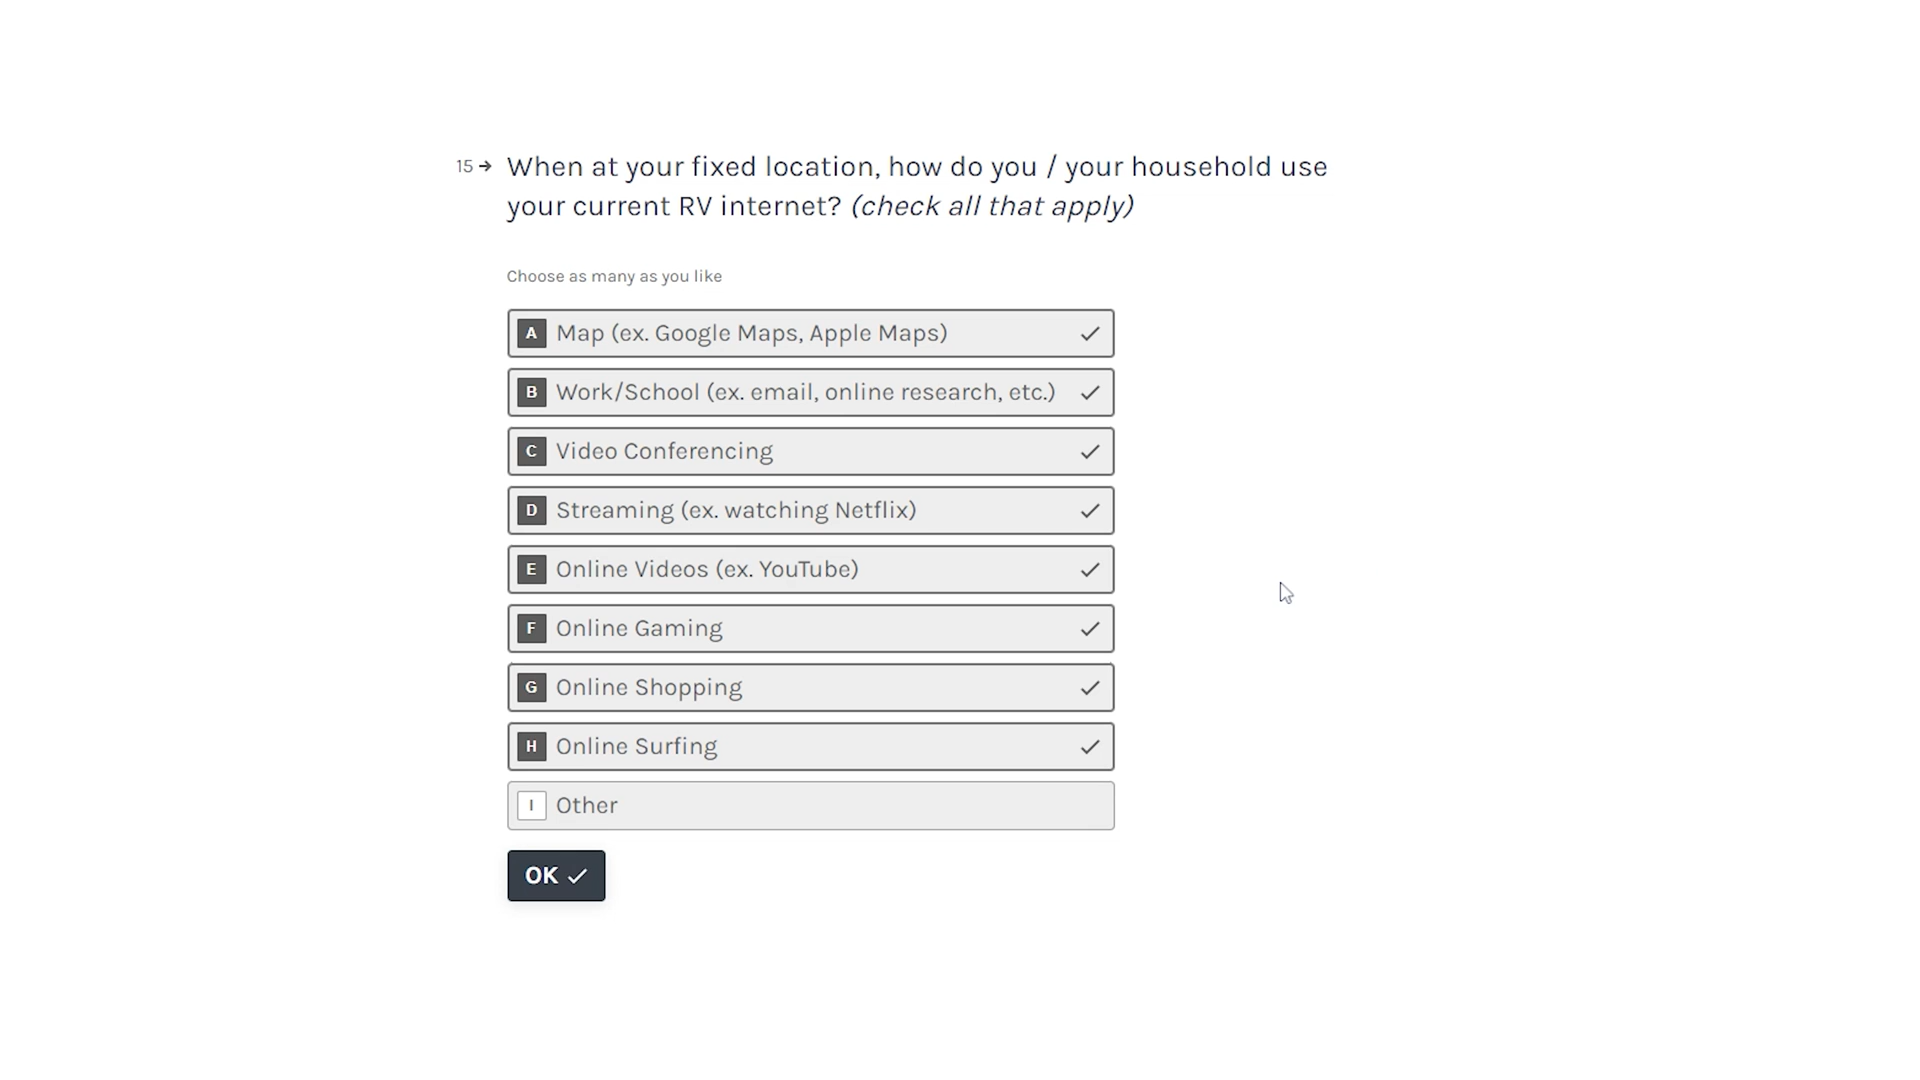 15 → When at your fixed location, how do you / your household use
your current RV internet? (check all that apply)
Choose as many as you like
A Map (ex. Google Maps, Apple Maps)
B Work/School (ex. email, online research, etc.)
C Video Conferencing
D Streaming (ex. watching Netflix)
E Online Videos (ex. YouTube)
F Online Gaming
G Online Shopping
H Online Surfing
I Other
OK